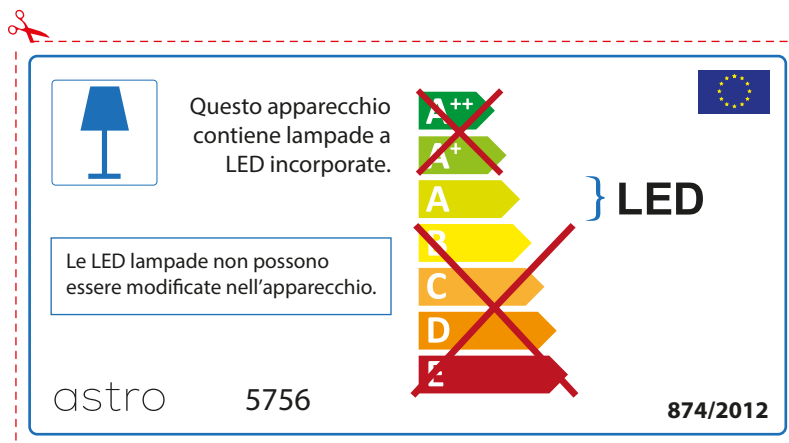 Questo apparecchio
contiene lampade a
LED incorporate.
A++
A+
A
B
C
D
E
LED
Le LED lampade non possono
essere modificate nell'apparecchio.
astro
5756
874/2012